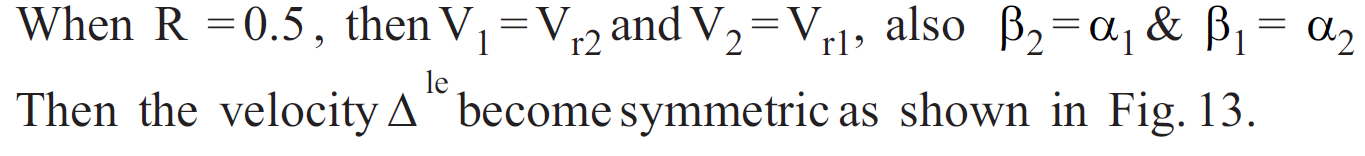 When R = 0.5, then V₁ = Vᵣ₂ and V₂ = Vᵣ₁, also β₂ = α₁ & β₁ = α₂
Then the velocity Δˡᵉ become symmetric as shown in Fig. 13.